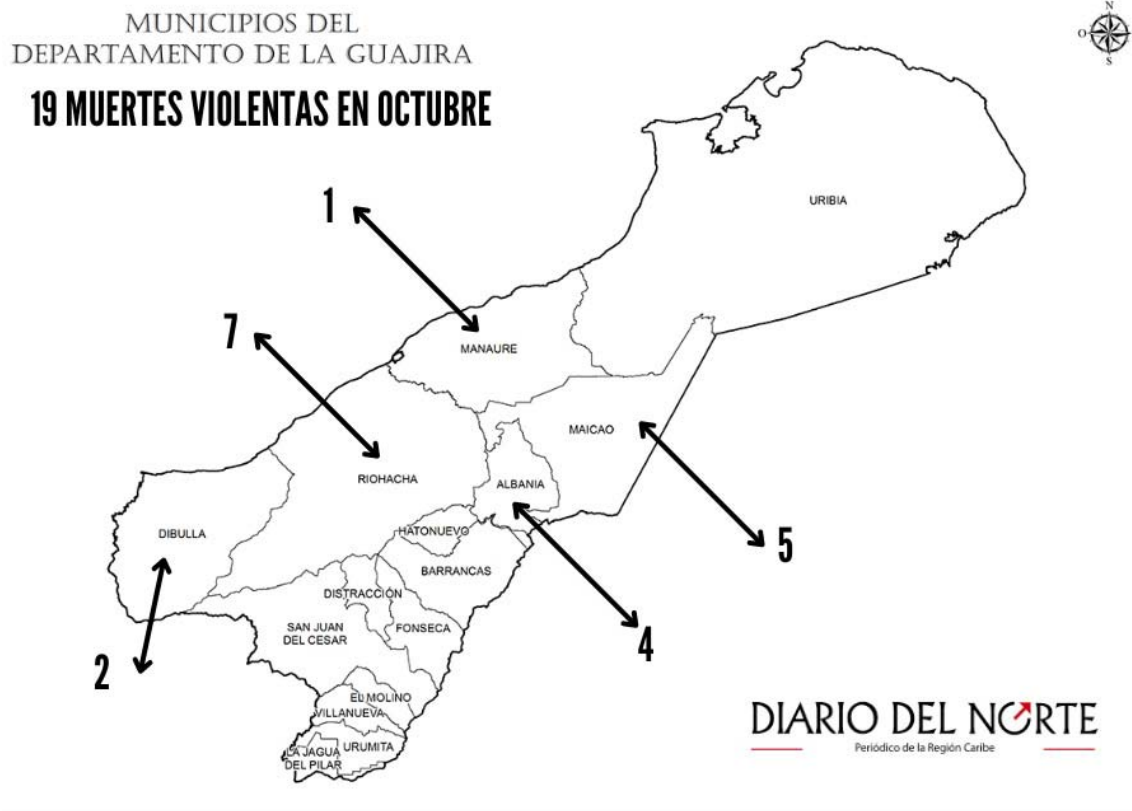 MUNICIPIOS DEL
DEPARTAMENTO DE LA GUAJIRA
19 MUERTES VIOLENTAS EN OCTUBRE
N
O
S
1
URIBIA
7
MANAURE
MAICAO
RIOHACHA
ALBANIA
DIBULLA
HATONUEVO
5
BARRANCAS
DISTRACCIÓN
SAN JUAN
DEL CESAR
FONSECA
4
2
EL MOLINO
VILLANUEVA
URUMITA
LA JAGUA
DEL PILAR
DIARIO DEL NORTE
Periódico de la Región Caribe